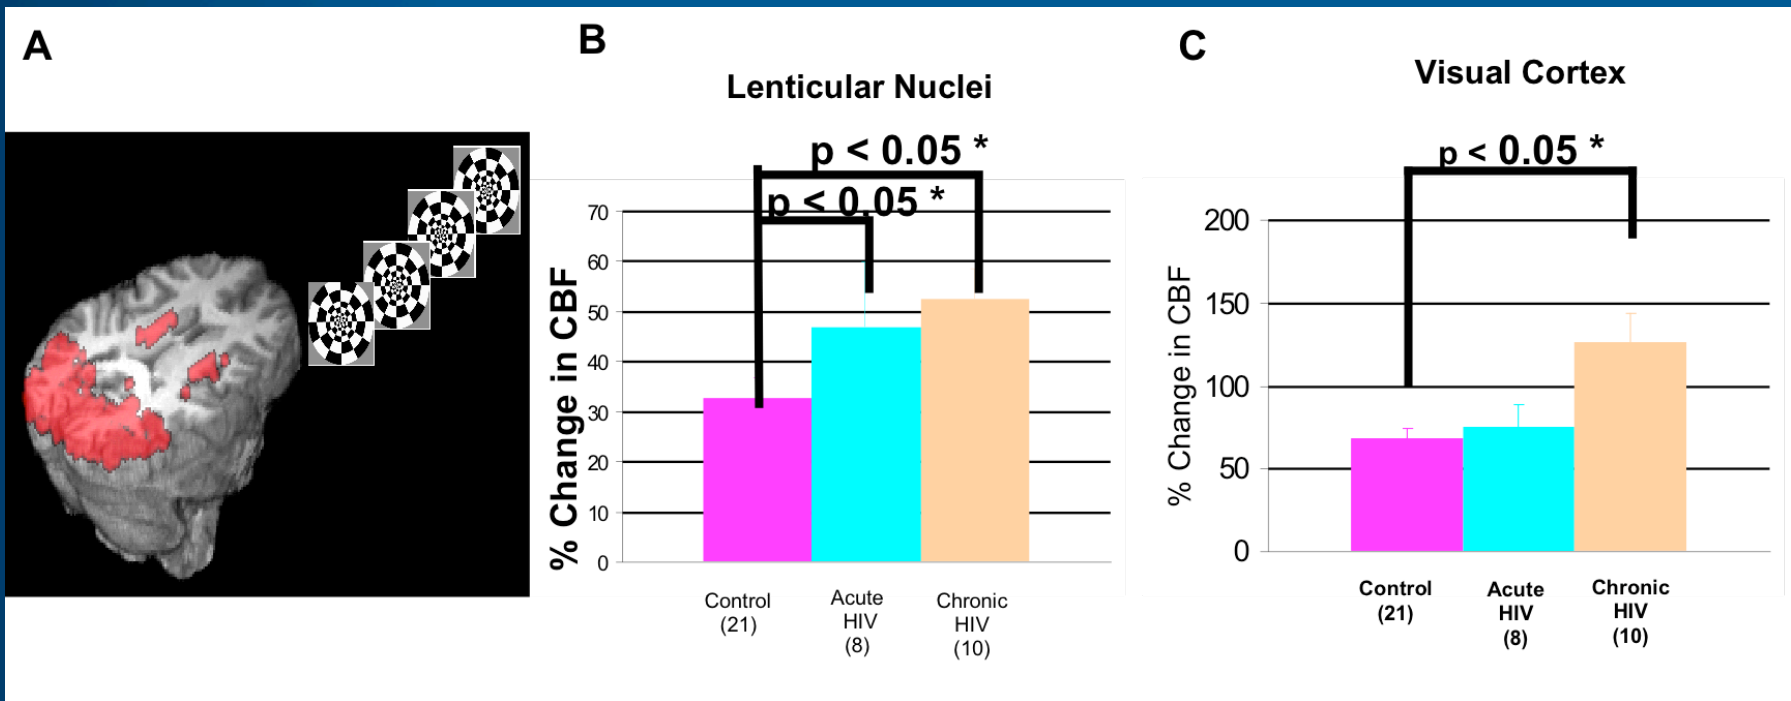 A
B
Lenticular Nuclei
p < 0.05 *
p < 0.05 *
% Change in CBF
70
60
50
40
30
20
10
0
Control
(21)
Acute
HIV
(8)
Chronic
HIV
(10)
C
Visual Cortex
p < 0.05 *
% Change in CBF
200
150
100
50
0
Control
(21)
Acute
HIV
(8)
Chronic
HIV
(10)